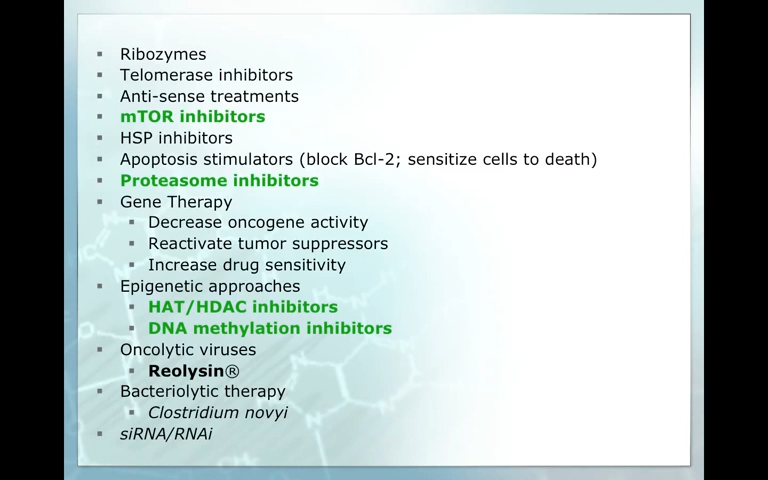 Ribozymes
Telomerase inhibitors
Anti-sense treatments
mTOR inhibitors
HSP inhibitors
Apoptosis stimulators (block Bcl-2; sensitize cells to death)
Proteasome inhibitors
Gene Therapy
Decrease oncogene activity
Reactivate tumor suppressors
Increase drug sensitivity
Epigenetic approaches
HAT/HDAC inhibitors
DNA methylation inhibitors
Oncolytic viruses
Reolysin®
Bacteriolytic therapy
Clostridium novyi
siRNA/RNAi